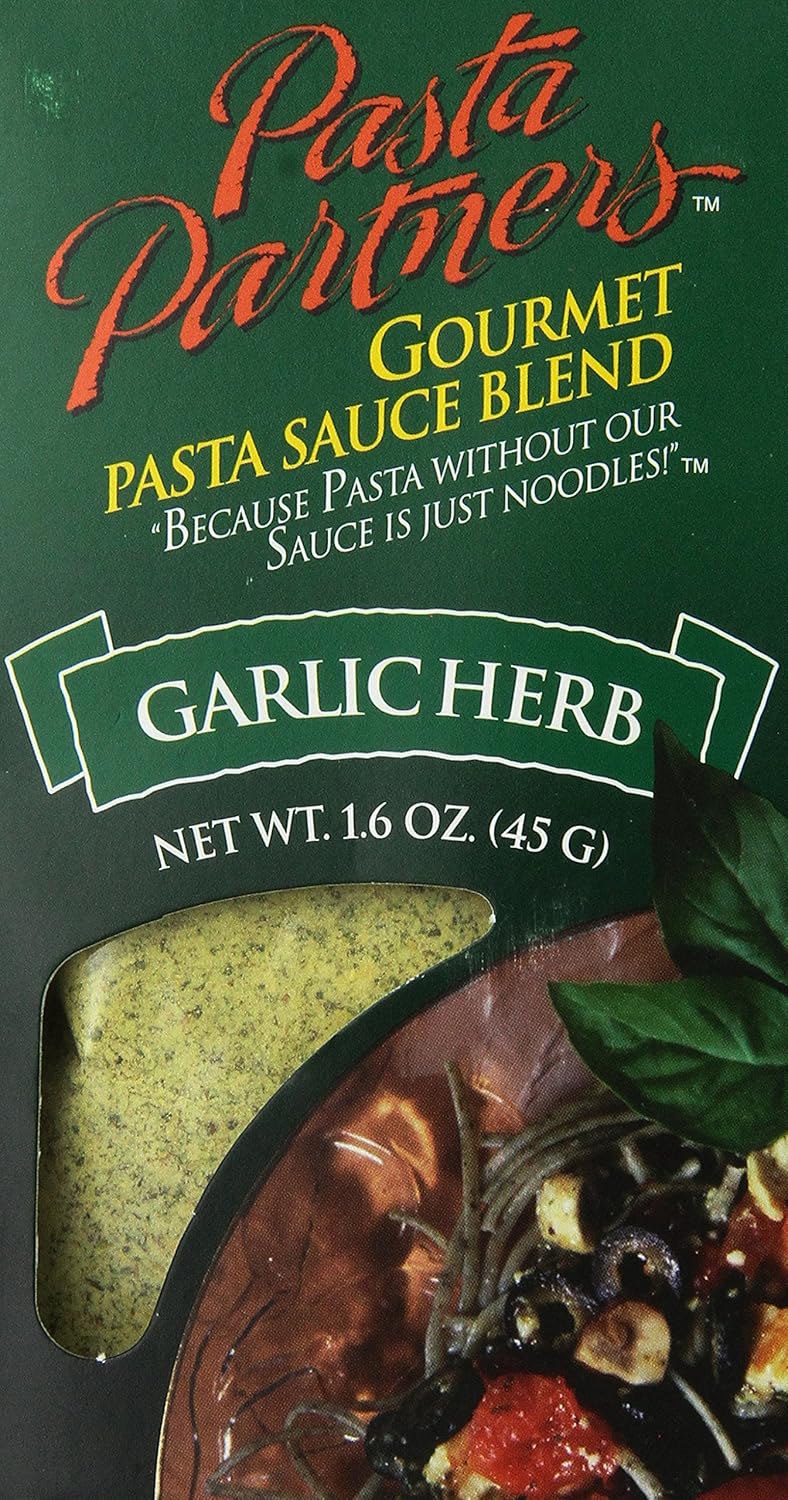 Pasta
Partners™
GOURMET
PASTA SAUCE BLEND
“BECAUSE PASTA WITHOUT OUR
SAUCE IS JUST NOODLES!”™
GARLIC HERB
NET WT. 1.6 OZ. (45 G)